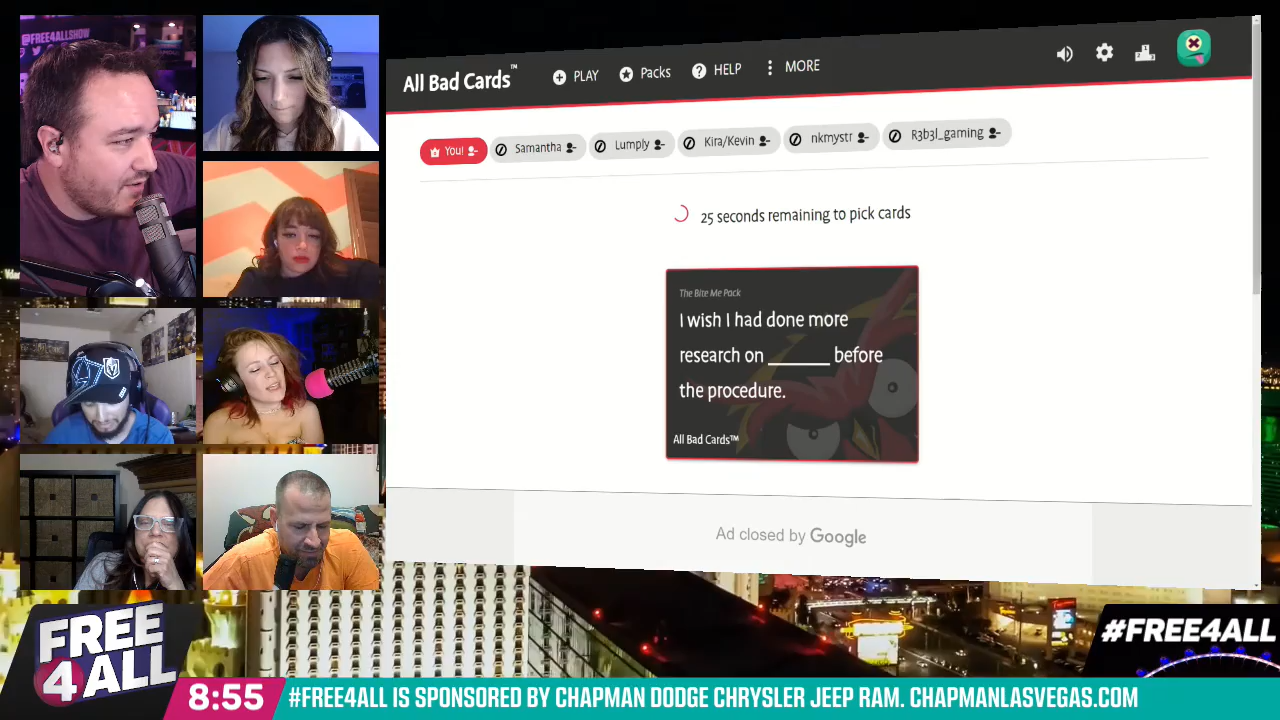 @FREE4ALLSHOW
All Bad Cards™
PLAY
Packs
HELP
MORE
You!
Samantha
Lumply
Kira/Kevin
nkmystr
R3b3l_gaming
25 seconds remaining to pick cards
The Bite Me Pack
I wish I had done more
research on ______ before
the procedure.
All Bad Cards™
Ad closed by Google
FREE
4 ALL
#FREE4ALL
8:55
#FREE4ALL IS SPONSORED BY CHAPMAN DODGE CHRYSLER JEEP RAM. CHAPMANLASVEGAS.COM